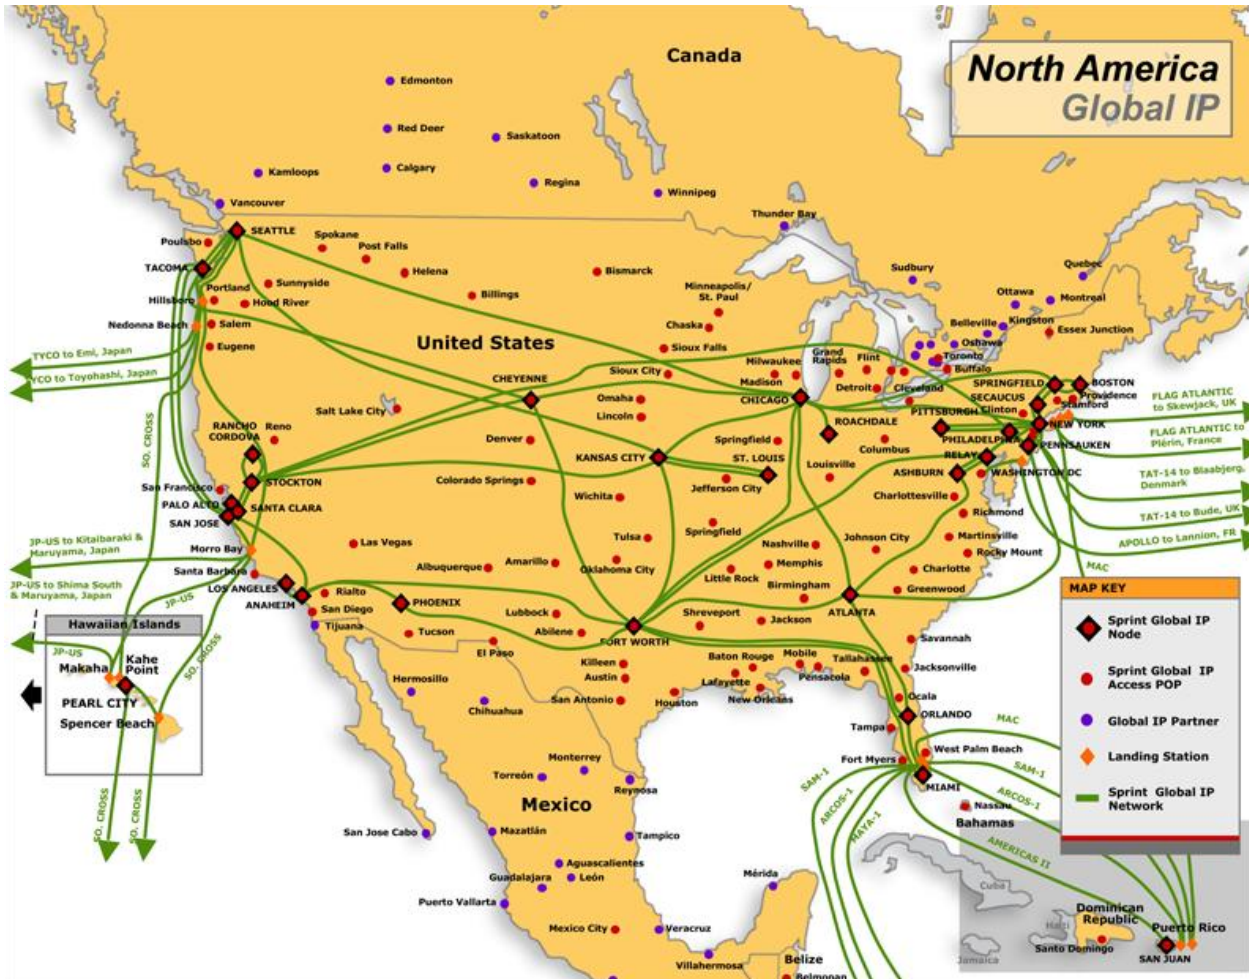 Canada
North America
Global IP
Edmonton
Red Deer
Saskatoon
Calgary
Kamloops
Regina
Winnipeg
Vancouver
Thunder Bay
SEATTLE
Poulsbo
Spokane
Post Falls
TACOMA
Helena
Bismarck
Sudbury
Quebec
Portland
Sunnyside
Minneapolis/
St. Paul
Ottawa
Montreal
Hillsboro
Hood River
Billings
Kingston
Belleville
Nedonna Beach
Salem
Chaska
Essex Junction
Eugene
United States
Sioux Falls
Oshawa
Toronto
Grand
Rapids
Flint
Milwaukee
Buffalo
TYCO to Emi, Japan
YCO to Toyohashi, Japan
CHEYENNE
Sioux City
Madison
Detroit
Cleveland
SPRINGFIELD
BOSTON
Omaha
CHICAGO
SECAUCUS
Providence
Stamford
Salt Lake City
Lincoln
PITTSBURGH
Clinton
NEW YORK
FLAG ATLANTIC
to Skewjack, UK
RANCHO
CORDOVA
Reno
Denver
Springfield
ROACHDALE
PHILADELPHIA
PENNSAUKEN
FLAG ATLANTIC to
Plérin, France
SO. CROSS
KANSAS CITY
ST. LOUIS
Columbus
RELAY
Louisville
ASHBURN
WASHINGTON DC
TAT-14 to Blaabjerg,
Denmark
San Francisco
STOCKTON
Colorado Springs
Jefferson City
Charlottesville
PALO ALTO
SANTA CLARA
Wichita
Richmond
TAT-14 to Bude, UK
SAN JOSE
Springfield
Martinsville
APOLLO to Lannion, FR
JP-US to Kitaibaraki &
Maruyama, Japan
Morro Bay
Las Vegas
Tulsa
Nashville
Johnson City
Rocky Mount
MAC
Santa Barbara
Albuquerque
Amarillo
Oklahoma City
Memphis
Little Rock
Charlotte
JP-US to Shima South
& Maruyama, Japan
JP-US
LOS ANGELES
Rialto
Birmingham
Greenwood
ANAHEIM
San Diego
PHOENIX
Lubbock
Shreveport
Jackson
ATLANTA
Tijuana
Tucson
El Paso
Abilene
FORT WORTH
Savannah
Hawaiian Islands
JP-US
SO. CROSS
Makaha
Kahe
Point
Killeen
Baton Rouge
Mobile
Tallahassee
Jacksonville
Hermosillo
Austin
Lafayette
Pensacola
PEARL CITY
Chihuahua
San Antonio
Houston
New Orleans
Ocala
Spencer Beach
ORLANDO
Tampa
MAC
West Palm Beach
Monterrey
Fort Myers
SAM-1
Torreón
Reynosa
SAM-1
MIAMI
ARCOS-1
ARCOS-1
Mexico
Nassau
Bahamas
SO. CROSS
SO. CROSS
San Jose Cabo
Mazatlán
Tampico
MAYA-1
AMERICAS II
Aguascalientes
Guadalajara
León
Mérida
Cuba
Puerto Vallarta
Dominican
Republic
Mexico City
Veracruz
Haiti
Puerto Rico
Santo Domingo
Jamaica
SAN JUAN
Villahermosa
Belize
Belmopan
MAP KEY
Sprint Global IP
Node
Sprint Global IP
Access POP
Global IP Partner
Landing Station
Sprint Global IP
Network